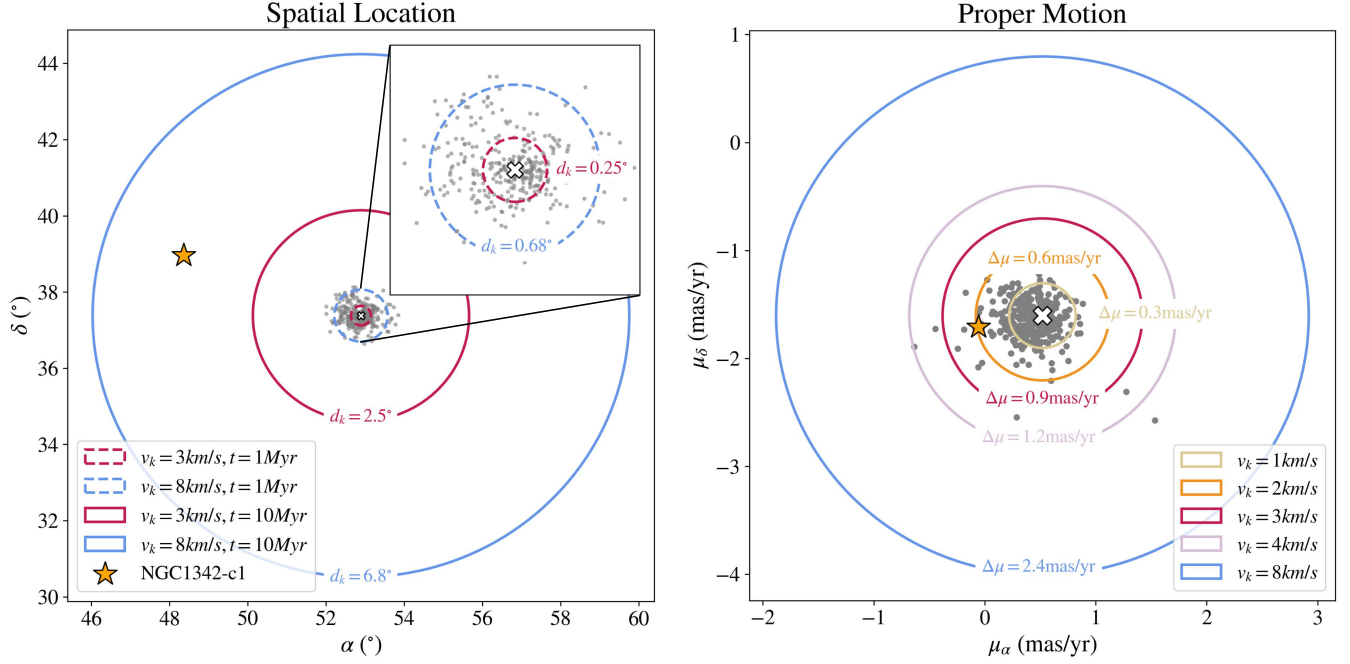 Spatial Location
44
42
40
38
36
34
32
30
δ (°)
46
48
50
52
54
56
58
60
α (°)
d_k = 0.25°
d_k = 0.68°
d_k = 2.5°
d_k = 6.8°
v_k = 3km/s, t = 1Myr
v_k = 8km/s, t = 1Myr
v_k = 3km/s, t = 10Myr
v_k = 8km/s, t = 10Myr
NGC1342-c1
Proper Motion
1
0
−1
−2
−3
−4
μ_δ (mas/yr)
−2
−1
0
1
2
3
μ_α (mas/yr)
Δμ = 0.6mas/yr
Δμ = 0.3mas/yr
Δμ = 0.9mas/yr
Δμ = 1.2mas/yr
Δμ = 2.4mas/yr
v_k = 1km/s
v_k = 2km/s
v_k = 3km/s
v_k = 4km/s
v_k = 8km/s